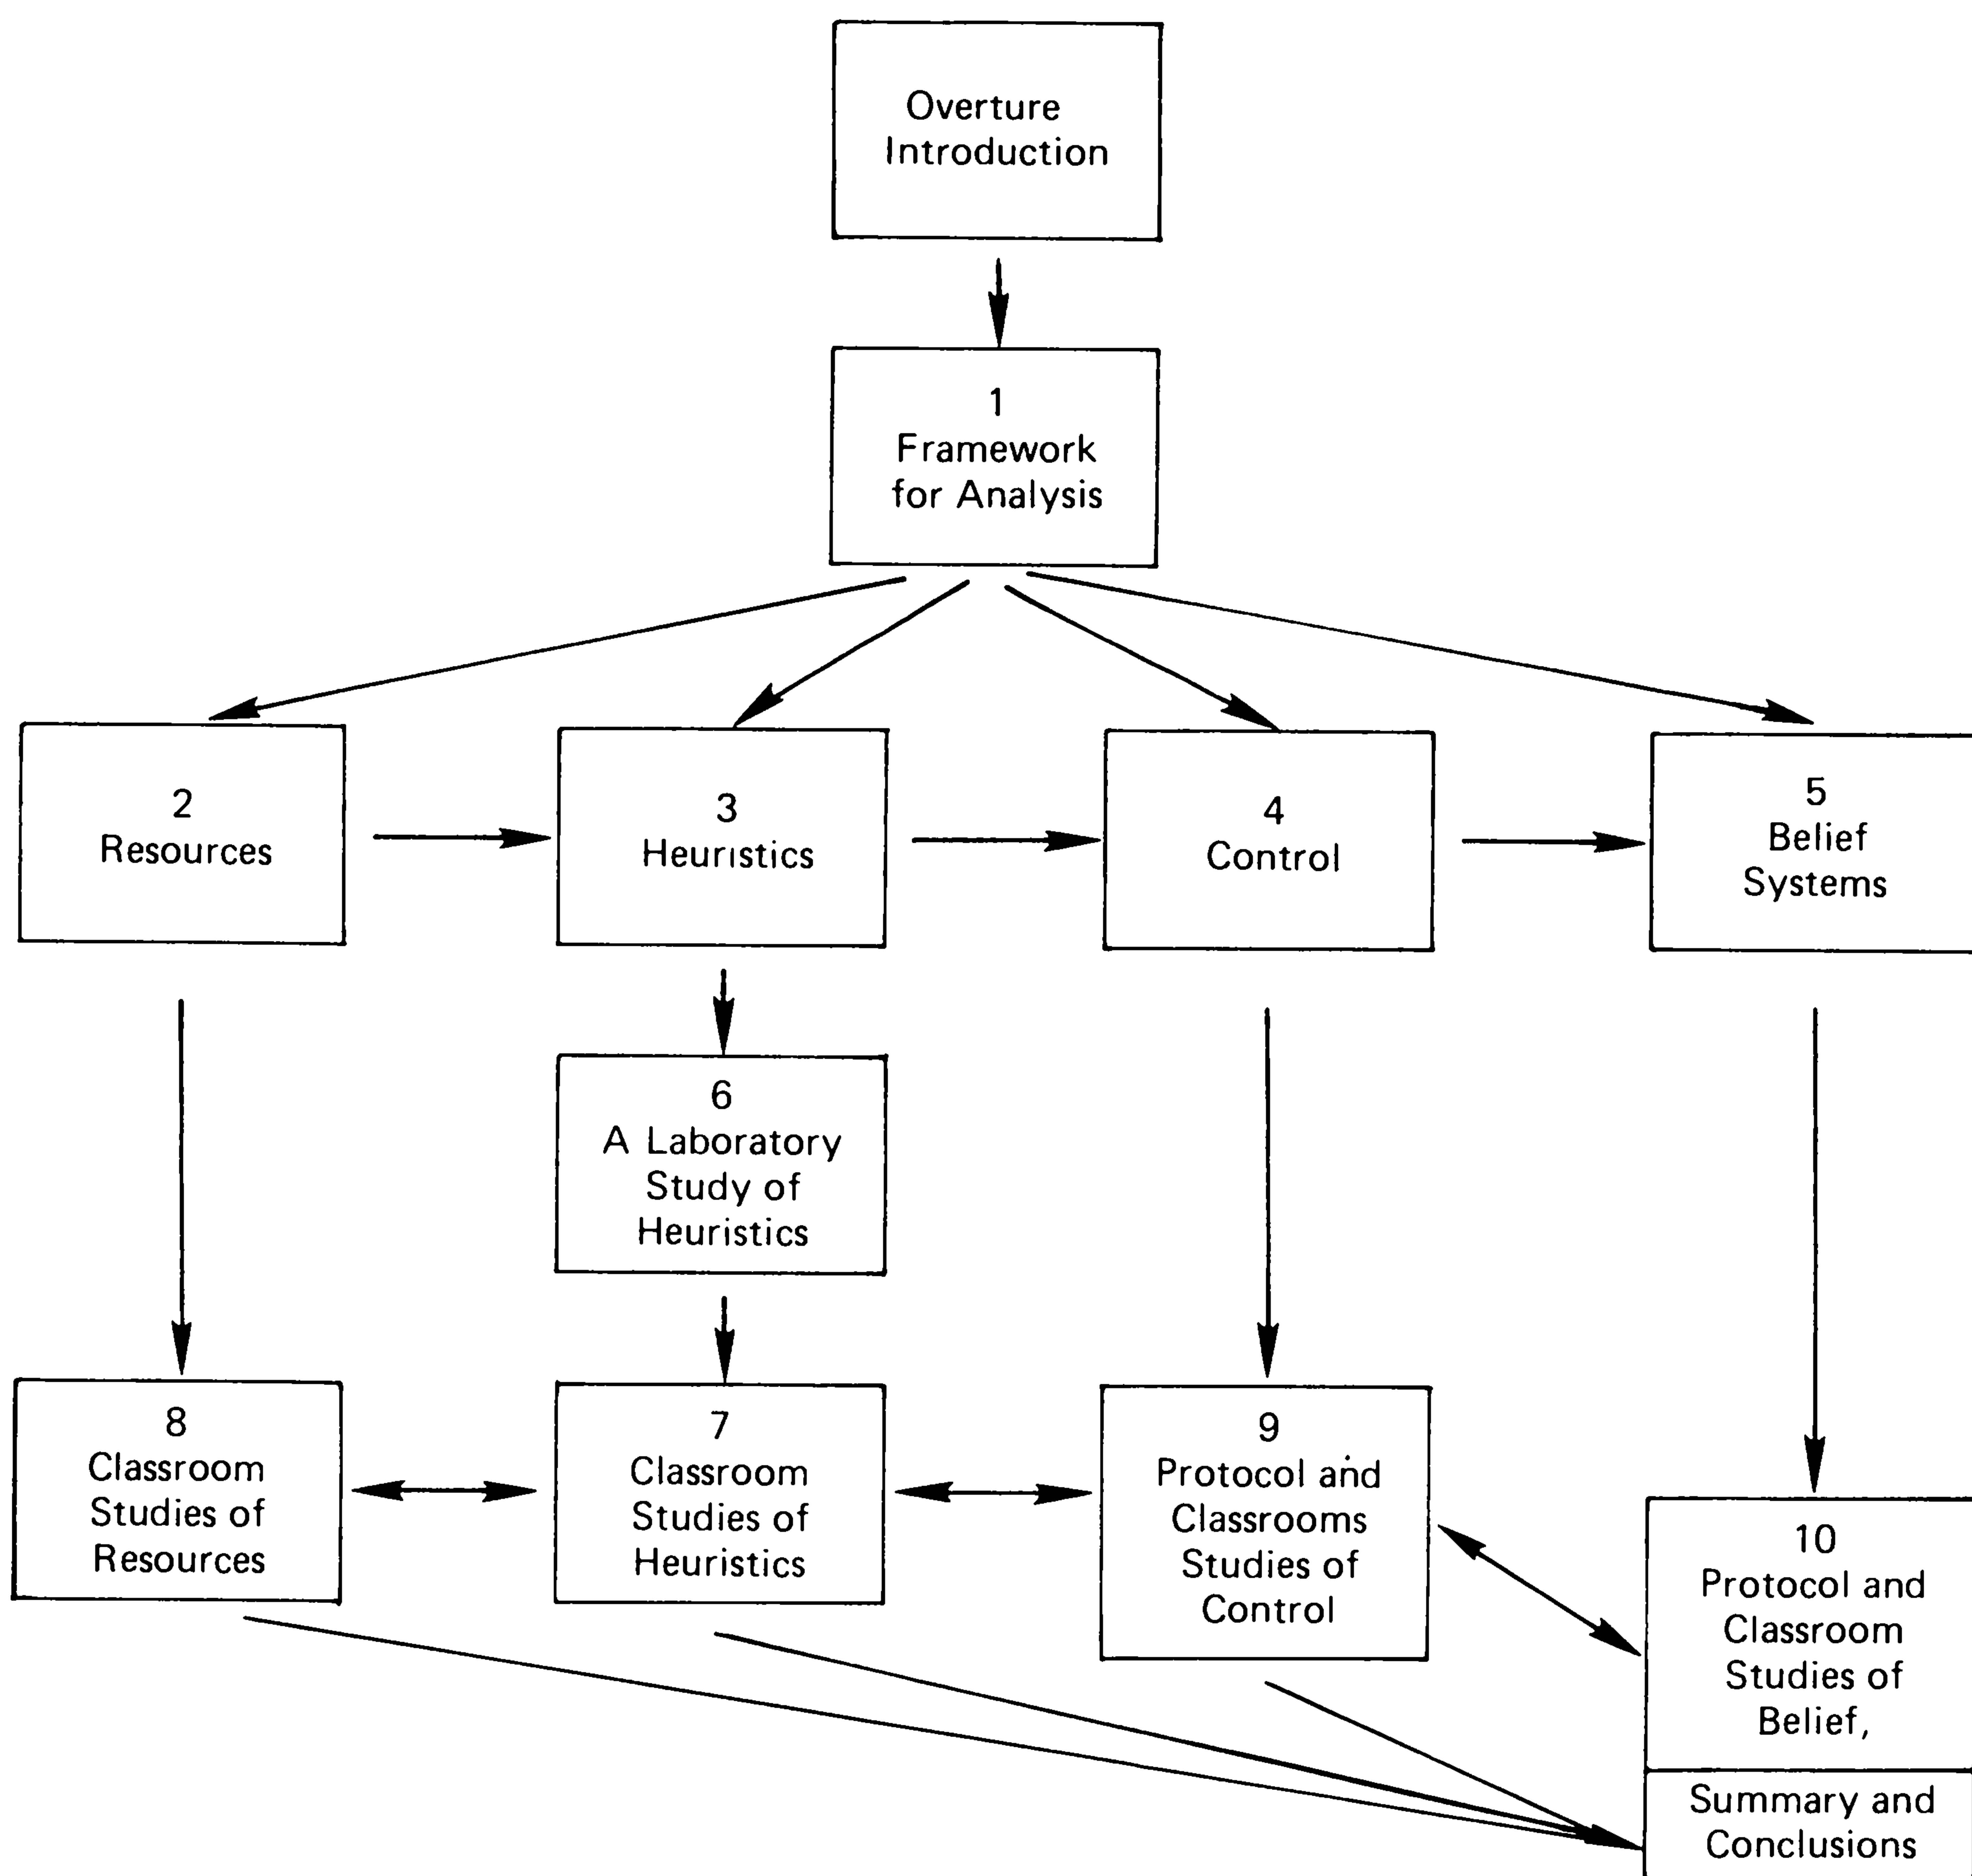 Overture
Introduction
1
Framework
for Analysis
2
Resources
3
Heuristics
4
Control
5
Belief
Systems
6
A Laboratory
Study of
Heuristics
8
Classroom
Studies of
Resources
7
Classroom
Studies of
Heuristics
9
Protocol and
Classrooms
Studies of
Control
10
Protocol and
Classroom
Studies of
Belief,
Summary and
Conclusions